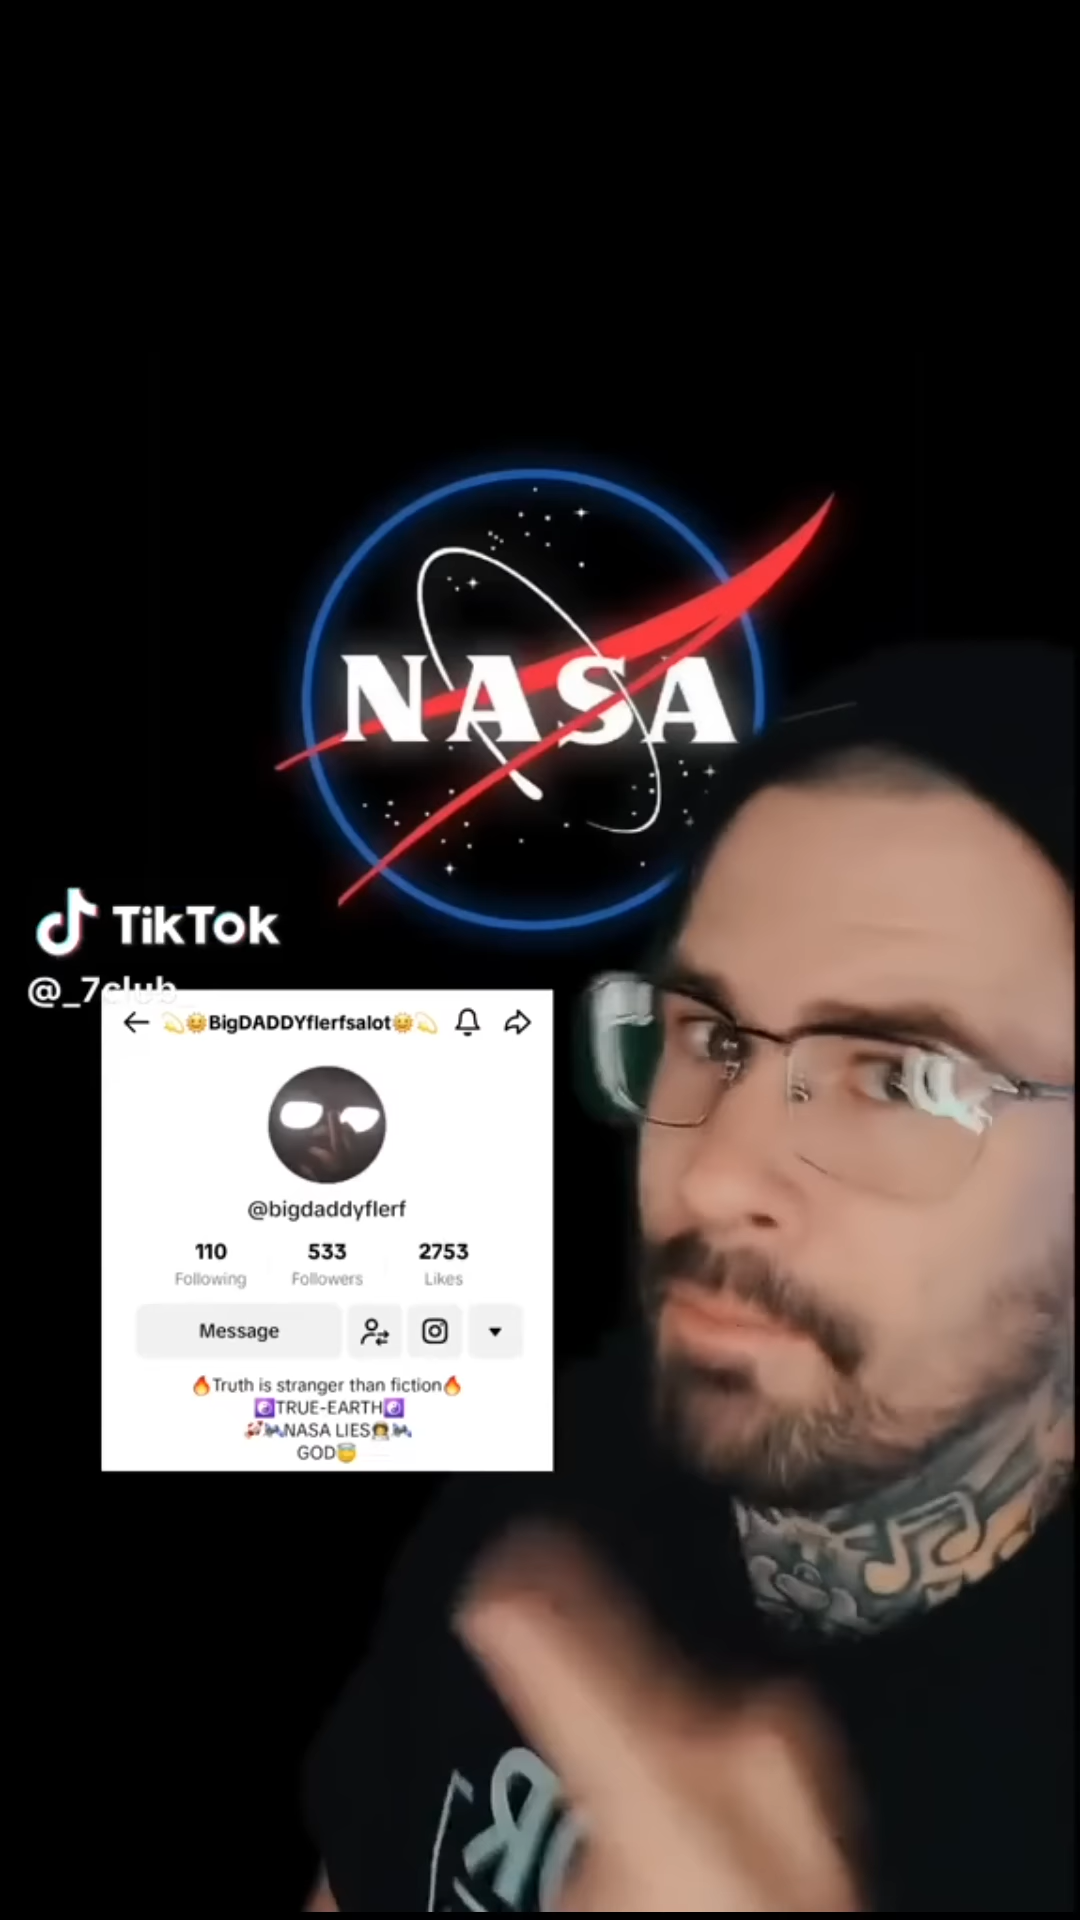 NASA
TikTok
@_7club_
←💫🌞BigDADDYflerfsalot🌞💫
@bigdaddyflerf
110 533 2753
Following Followers Likes
Message
🔥Truth is stranger than fiction🔥
☯️TRUE-EARTH☯️
🚀🛰️NASA LIES👩‍🚀🛰️
GOD😇